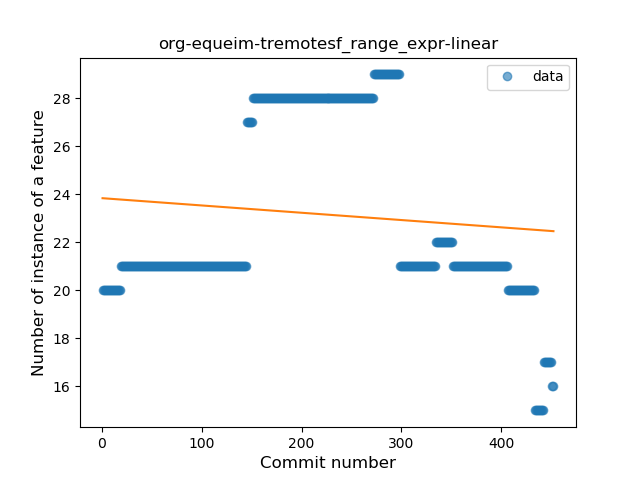 org-equeim-tremotesf_range_expr-linear
data
Number of instance of a feature
28
26
24
22
20
18
16
0 100 200 300 400
Commit number